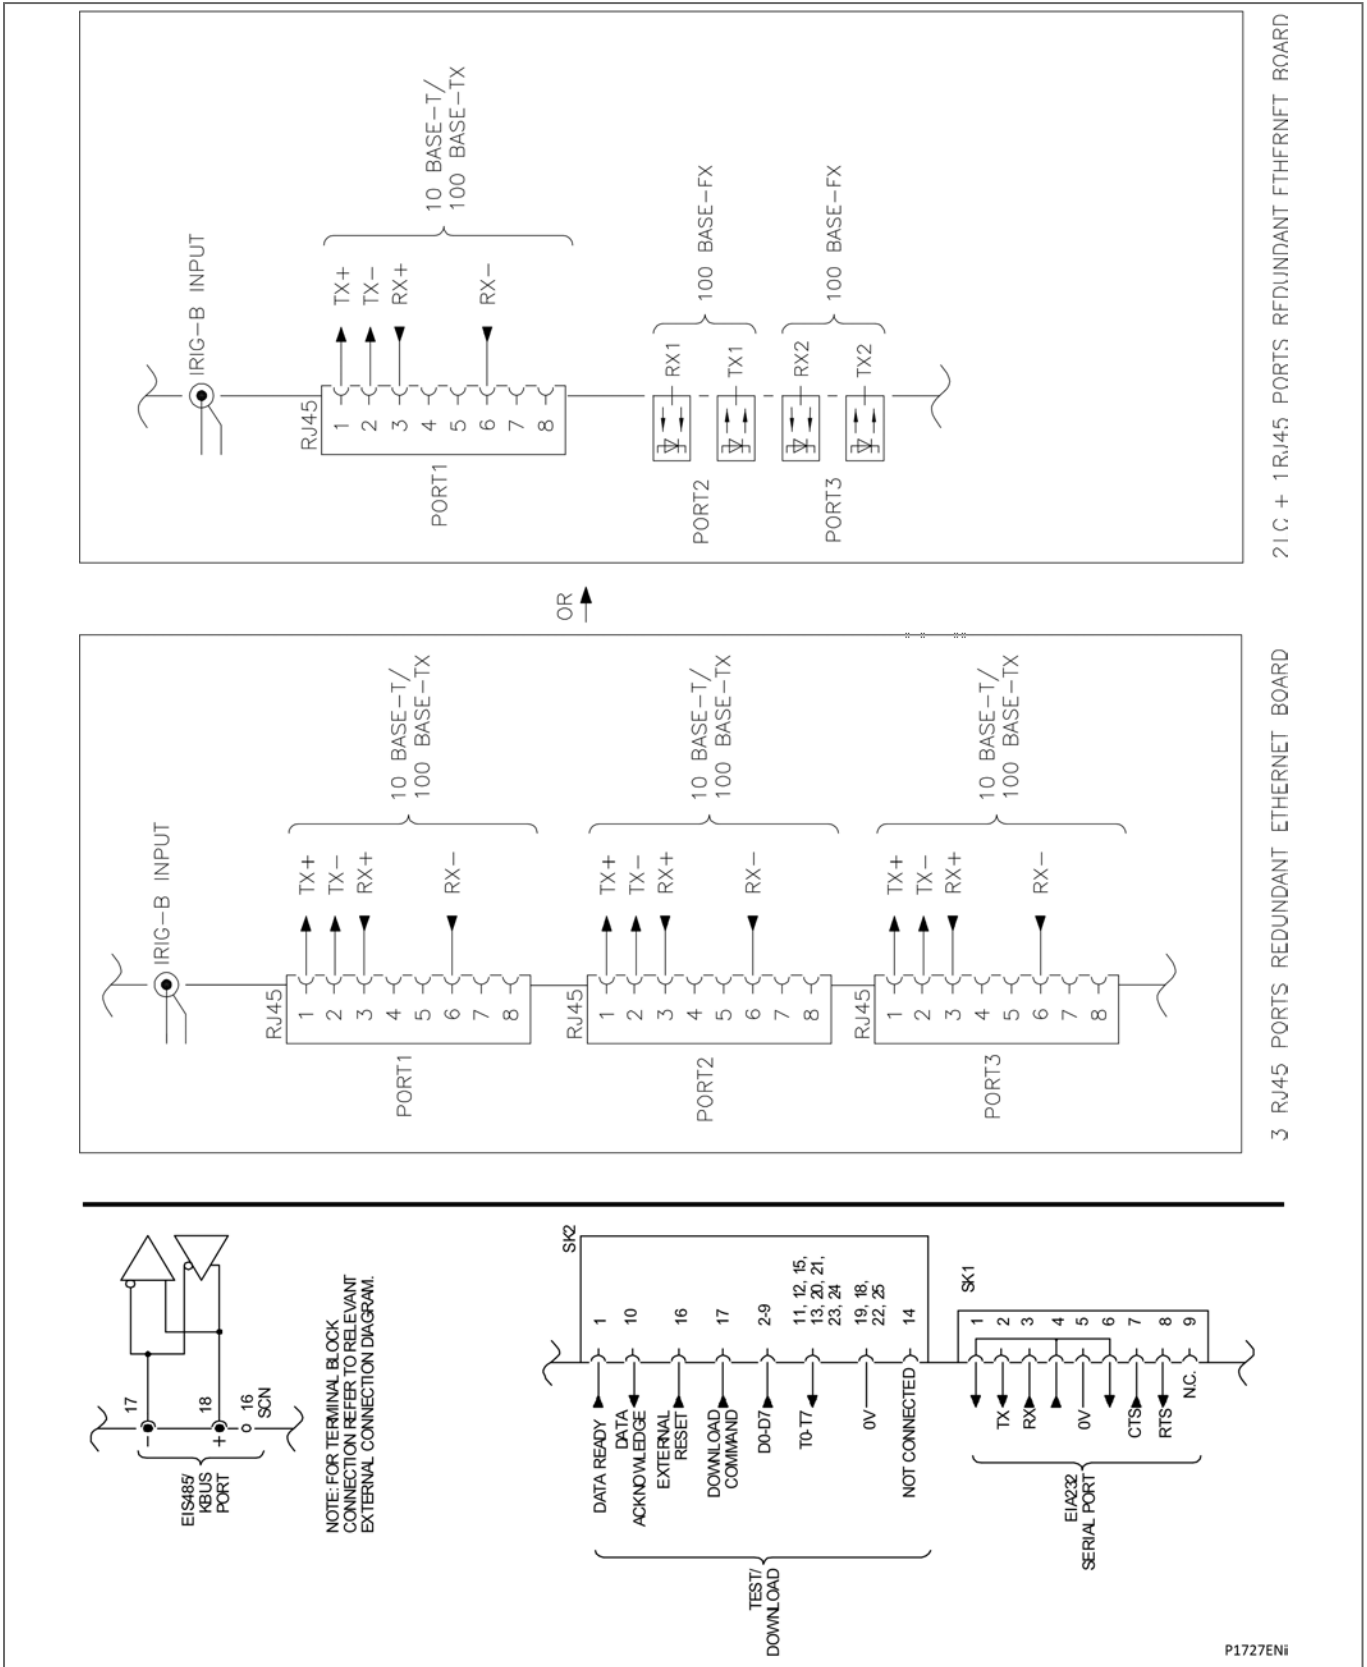 EIS485/
KBUS
PORT
-
17
+
18
16
SCN
NOTE: FOR TERMINAL BLOCK
CONNECTION REFER TO RELEVANT
EXTERNAL CONNECTION DIAGRAM.
SK2
TEST/
DOWNLOAD
DATA READY 1
DATA
ACKNOWLEDGE
10
EXTERNAL
RESET
16
DOWNLOAD
COMMAND
17
D0-D7 2-9
T0-T7
11, 12, 15,
13, 20, 21,
23, 24
0V
19, 18,
22, 25
NOT CONNECTED 14
SK1
EIA232
SERIAL PORT
1
TX 2
RX 3
4
0V 5
6
CTS 7
RTS 8
N.C. 9
IRIG-B INPUT
RJ45
PORT1
1 TX+
2 TX-
3 RX+
4
5
6 RX-
7
8
10 BASE-T/
100 BASE-TX
RJ45
PORT2
1 TX+
2 TX-
3 RX+
4
5
6 RX-
7
8
10 BASE-T/
100 BASE-TX
RJ45
PORT3
1 TX+
2 TX-
3 RX+
4
5
6 RX-
7
8
10 BASE-T/
100 BASE-TX
3 RJ45 PORTS REDUNDANT ETHERNET BOARD
OR
IRIG-B INPUT
RJ45
PORT1
1 TX+
2 TX-
3 RX+
4
5
6 RX-
7
8
10 BASE-T/
100 BASE-TX
PORT2
RX1
TX1
100 BASE-FX
PORT3
RX2
TX2
100 BASE-FX
2LC + 1RJ45 PORTS REDUNDANT ETHERNET BOARD
P1727ENii